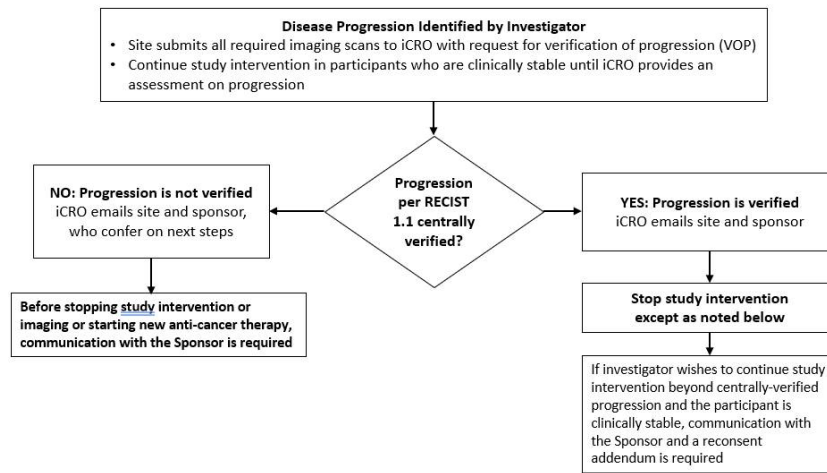 Disease Progression Identified by Investigator
• Site submits all required imaging scans to iCRO with request for verification of progression (VOP)
• Continue study intervention in participants who are clinically stable until iCRO provides an
assessment on progression
Progression
per RECIST
1.1 centrally
verified?
NO: Progression is not verified
iCRO emails site and sponsor,
who confer on next steps
Before stopping study intervention or
imaging or starting new anti-cancer therapy,
communication with the Sponsor is required
YES: Progression is verified
iCRO emails site and sponsor
Stop study intervention
except as noted below
If investigator wishes to continue study
intervention beyond centrally-verified
progression and the participant is
clinically stable, communication with
the Sponsor and a reconsent
addendum is required